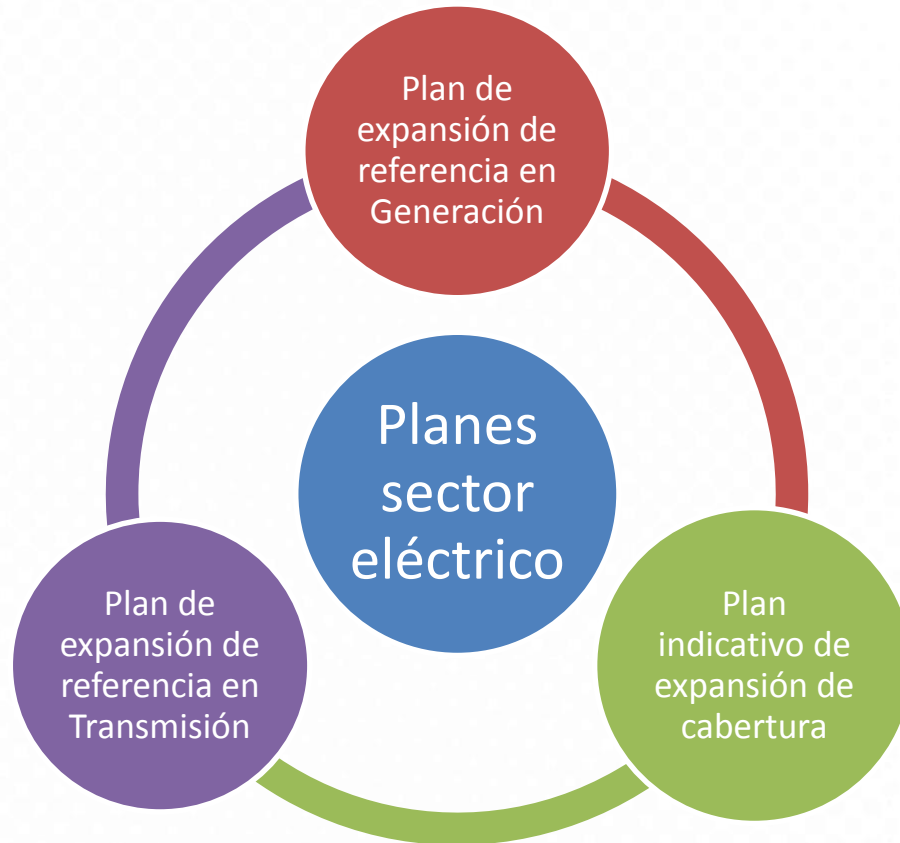 Plan de
expansión de
referencia en
Generación
Planes
sector
eléctrico
Plan de
expansión de
referencia en
Transmisión
Plan
indicativo de
expansión de
cabertura